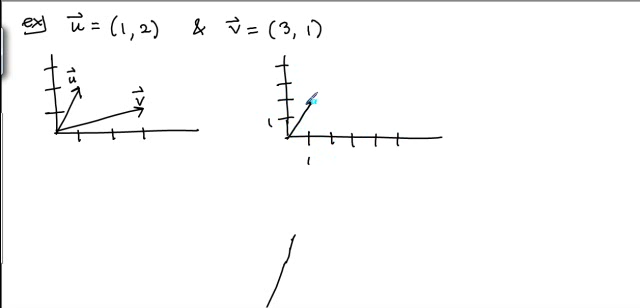 ex) u⃗ = (1, 2) & v⃗ = (3, 1)
u⃗
v⃗
1
1